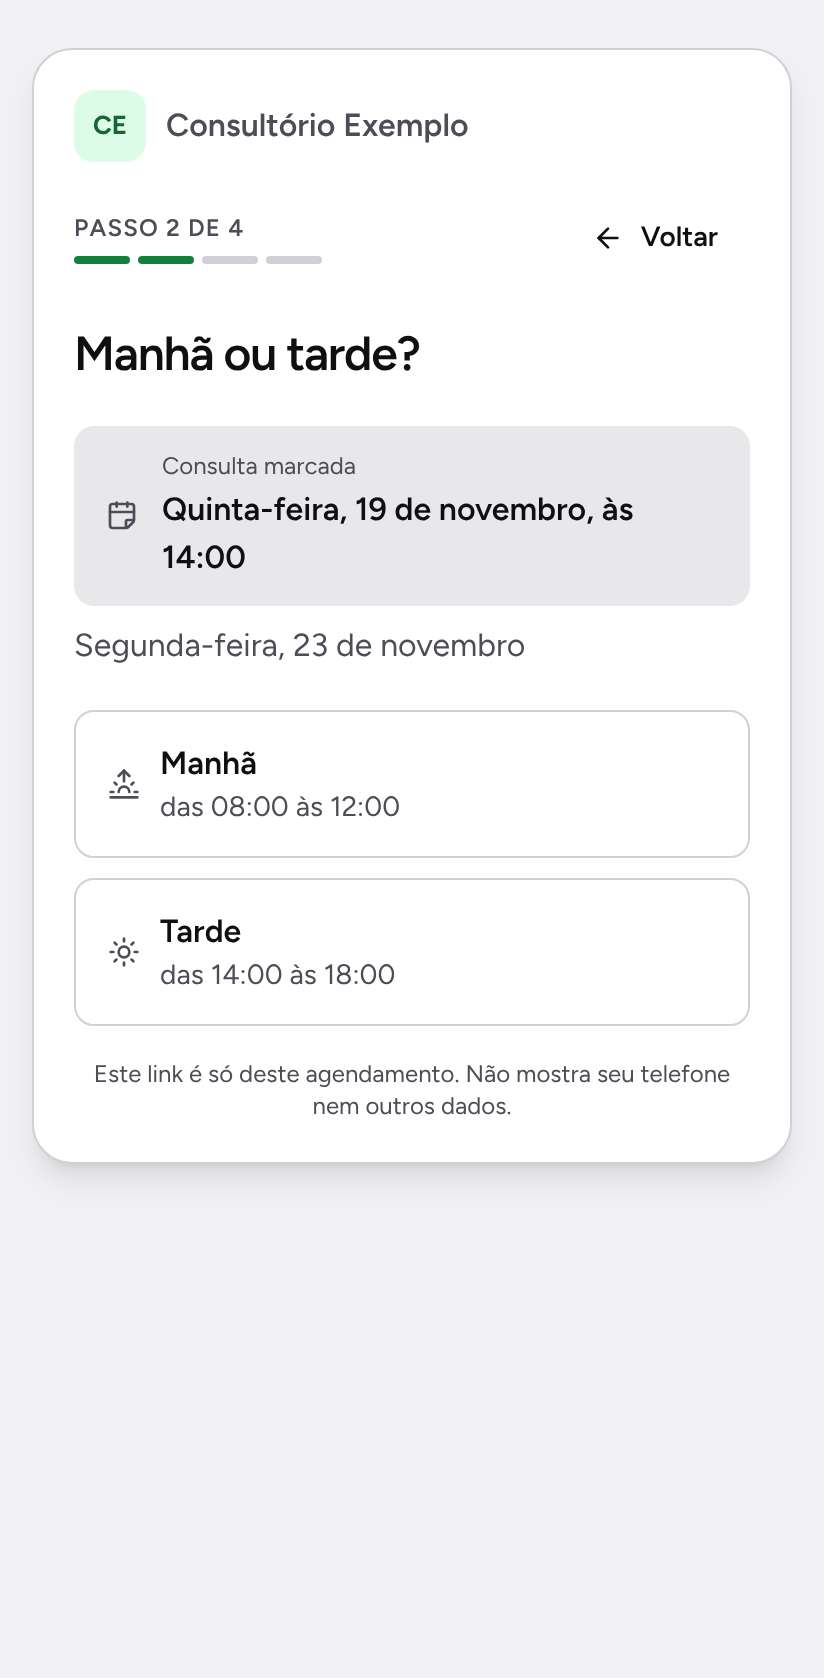 CE
Consultório Exemplo
PASSO 2 DE 4
Voltar
Manhã ou tarde?
Consulta marcada
Quinta-feira, 19 de novembro, às
14:00
Segunda-feira, 23 de novembro
Manhã
das 08:00 às 12:00
Tarde
das 14:00 às 18:00
Este link é só deste agendamento. Não mostra seu telefone
nem outros dados.